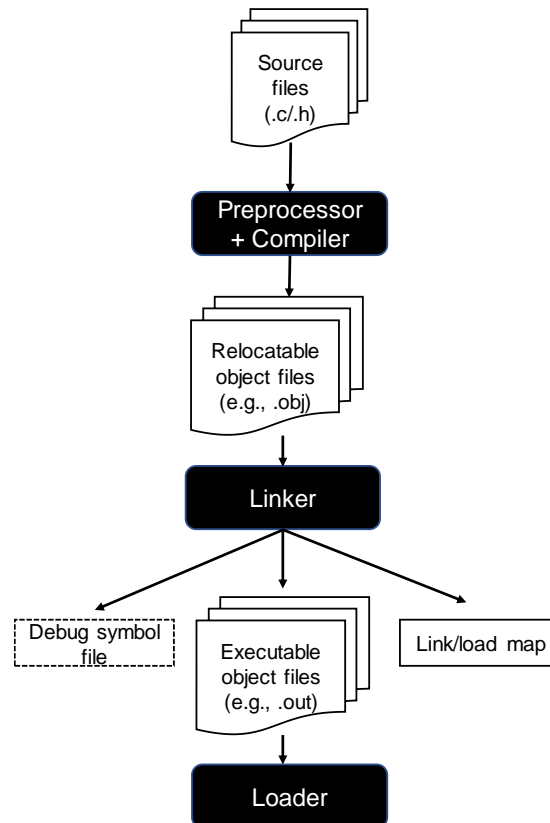 Source
files
(.c/.h)
Preprocessor
+ Compiler
Relocatable
object files
(e.g., .obj)
Linker
Debug symbol
file
Executable
object files
(e.g., .out)
Link/load map
Loader